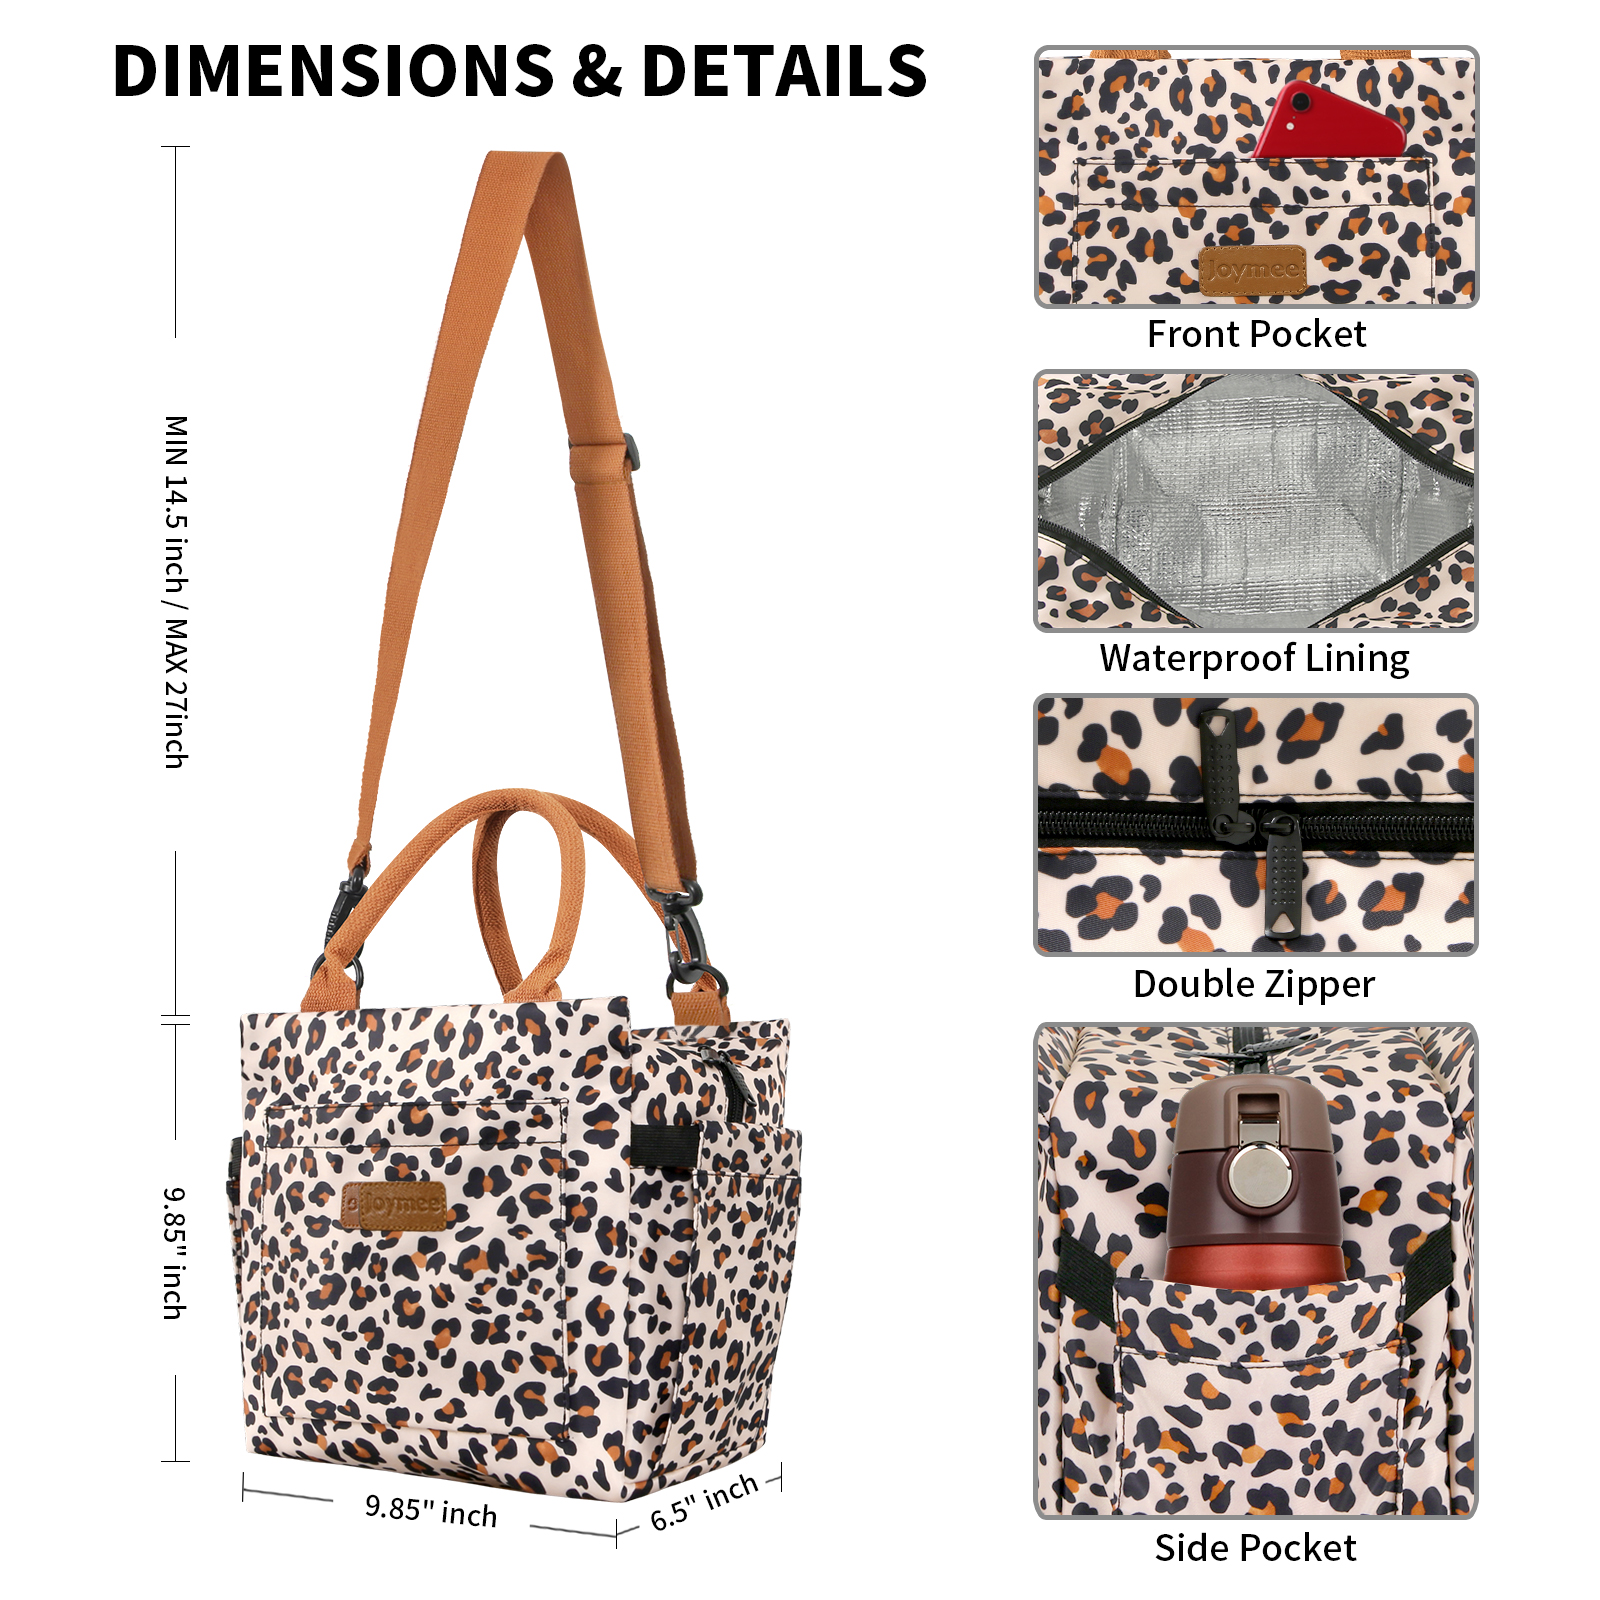 DIMENSIONS & DETAILS
MIN 14.5 inch / MAX 27inch
9.85" inch
9.85" inch
6.5" inch
Joymee
Joymee
Front Pocket
Waterproof Lining
Double Zipper
Side Pocket